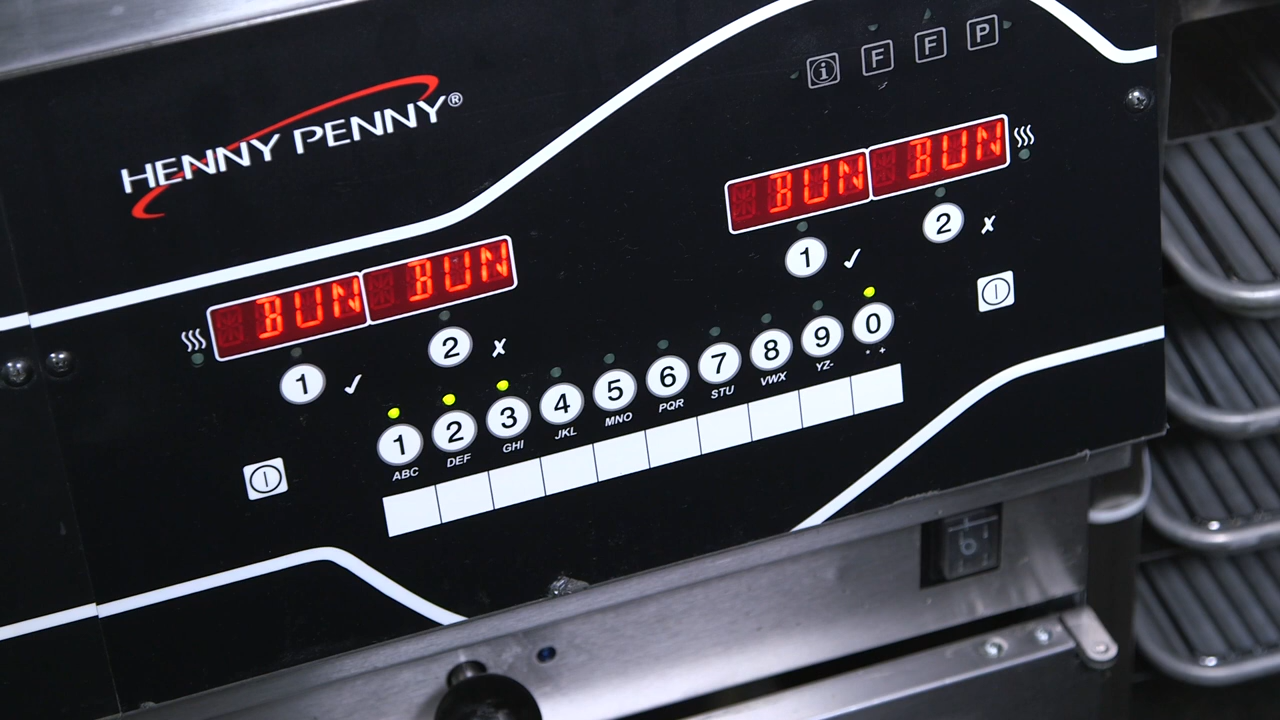 HENNY PENNY®
i F F P
BUN BUN
BUN BUN
1 ✓ 2 X
1 ✓ 2 X
1 2 3 4 5 6 7 8 9 0
ABC DEF GHI JKL MNO PQR STU VWX YZ- * +